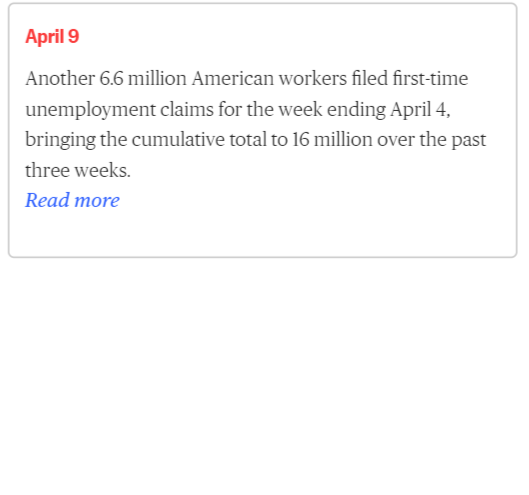 April 9
Another 6.6 million American workers filed first-time
unemployment claims for the week ending April 4,
bringing the cumulative total to 16 million over the past
three weeks.
Read more